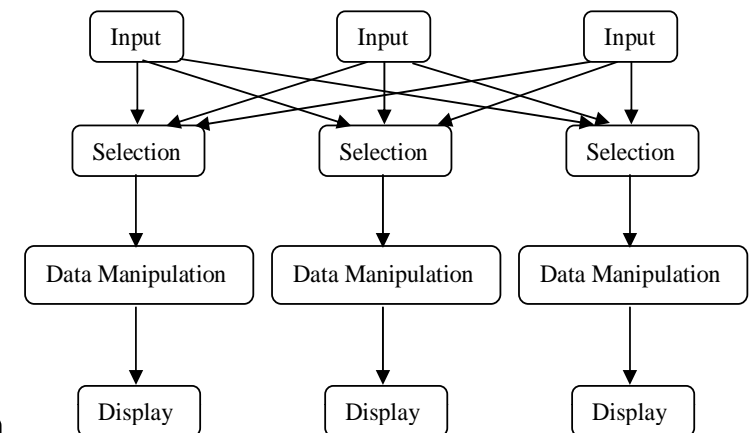 Input Input Input
Selection Selection Selection
Data Manipulation Data Manipulation Data Manipulation
Display Display Display